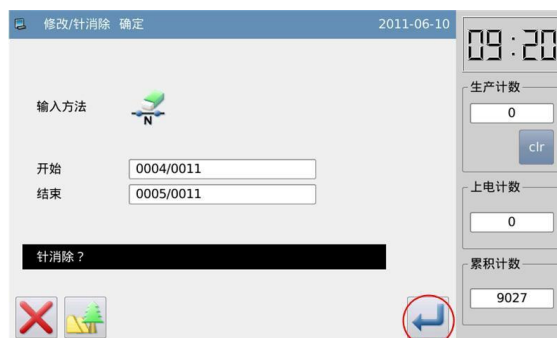 修改/针消除 确定 2011-06-10
09:20
输入方法
N
开始 0004/0011
结束 0005/0011
针消除？
生产计数
0
clr
上电计数
0
累积计数
9027